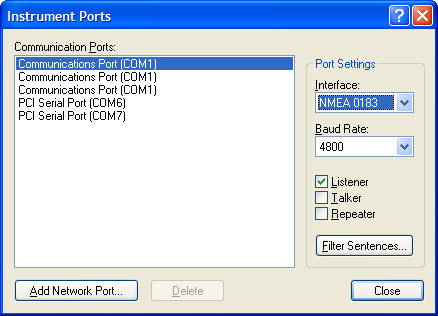 Instrument Ports
Communication Ports:
Communications Port (COM1)
Communications Port (COM1)
Communications Port (COM1)
PCI Serial Port (COM6)
PCI Serial Port (COM7)
Port Settings
Interface:
NMEA 0183
Baud Rate:
4800
Listener
Talker
Repeater
Filter Sentences...
Add Network Port...
Delete
Close